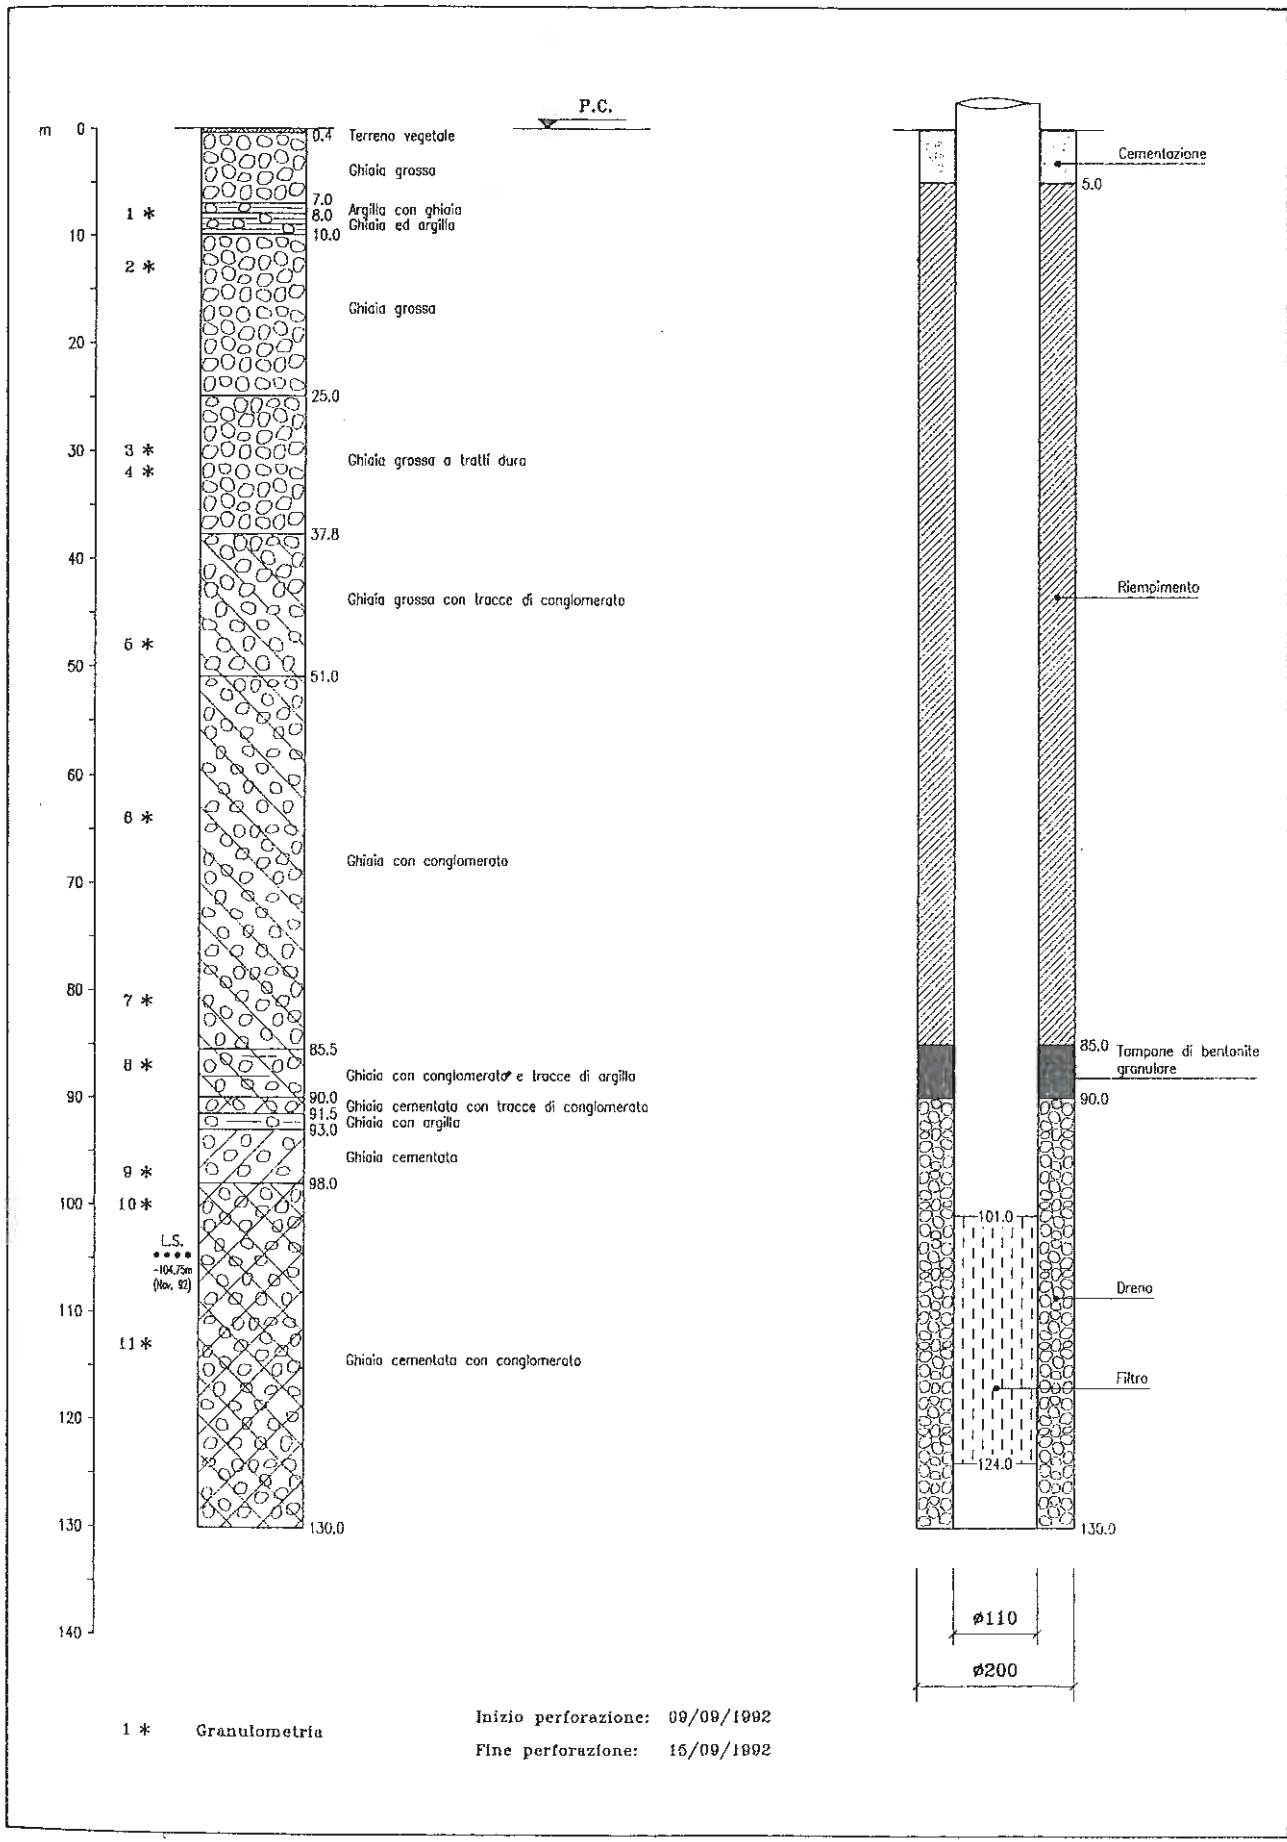 P.C.
m 0
0.4 Terreno vegetale
Ghiaia grossa
7.0
Argilla con ghiaia
1 *
8.0
Ghiaia ed argilla
10
10.0
2 *
Ghiaia grossa
20
25.0
30
3 *
4 *
Ghiaia grossa a tratti dura
37.8
40
Ghiaia grossa con tracce di conglomerato
5 *
50
51.0
60
6 *
Ghiaia con conglomerato
70
80
7 *
85.5
8 *
Ghiaia con conglomerato e tracce di argilla
90
90.0
Ghiaia cementata con tracce di conglomerato
91.5
Ghiaia con argilla
93.0
Ghiaia cementata
9 *
98.0
100
10 *
L.S.
-104.75m
(Nov. 92)
110
11 *
Ghiaia cementata con conglomerato
120
130
130.0
140
Cementazione
5.0
Riempimento
85.0
Tampone di bentonite
granulare
90.0
101.0
Dreno
Filtro
124.0
130.0
ø110
ø200
1 * Granulometria
Inizio perforazione: 09/09/1992
Fine perforazione: 15/09/1992